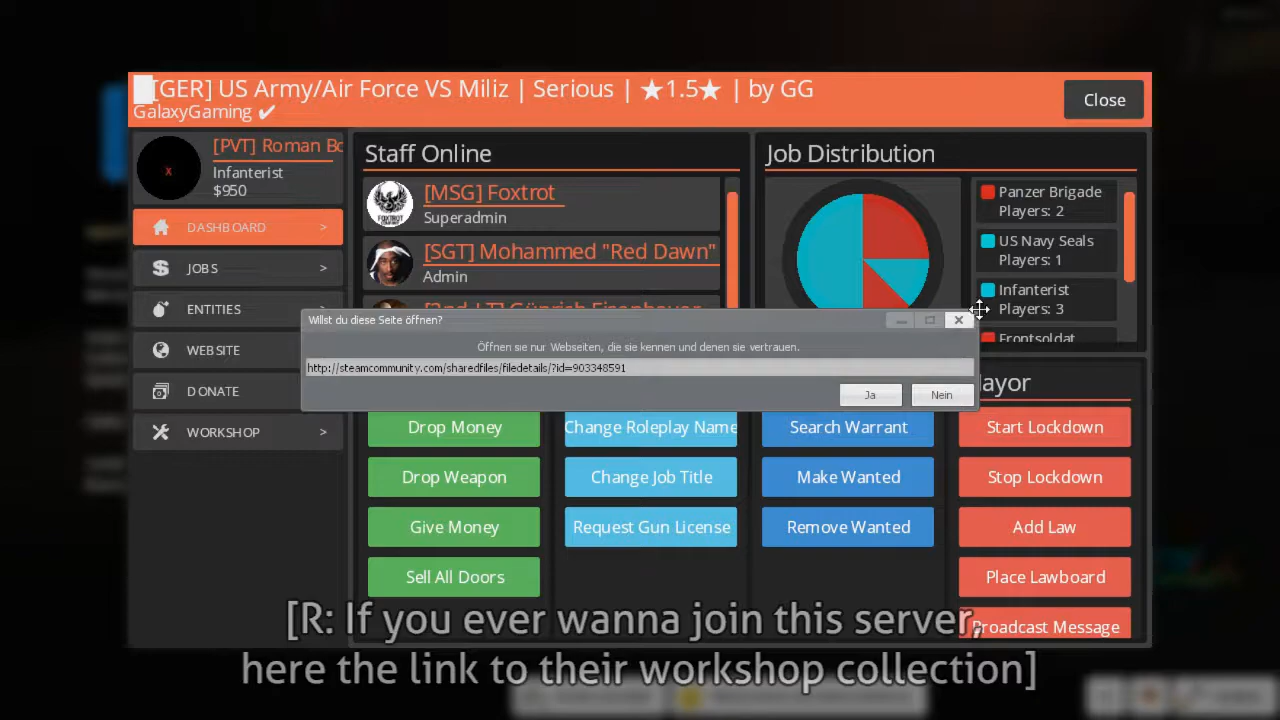 [GER] US Army/Air Force VS Miliz | Serious | ★1.5★ | by GG
GalaxyGaming ✔
Close
[PVT] Roman Bo
Infanterist
$950
DASHBOARD >
JOBS >
ENTITIES >
WEBSITE
DONATE
WORKSHOP >
Staff Online
[MSG] Foxtrot
Superadmin
[SGT] Mohammed "Red Dawn"
Admin
Job Distribution
Panzer Brigade
Players: 2
US Navy Seals
Players: 1
Infanterist
Players: 3
Frontsoldat
Willst du diese Seite öffnen?
Öffnen sie nur Webseiten, die sie kennen und denen sie vertrauen.
http://steamcommunity.com/sharedfiles/filedetails/?id=903348591
Ja
Nein
Drop Money
Drop Weapon
Give Money
Sell All Doors
Change Roleplay Name
Change Job Title
Request Gun License
Search Warrant
Make Wanted
Remove Wanted
Mayor
Start Lockdown
Stop Lockdown
Add Law
Place Lawboard
Broadcast Message
[R: If you ever wanna join this server,
here the link to their workshop collection]